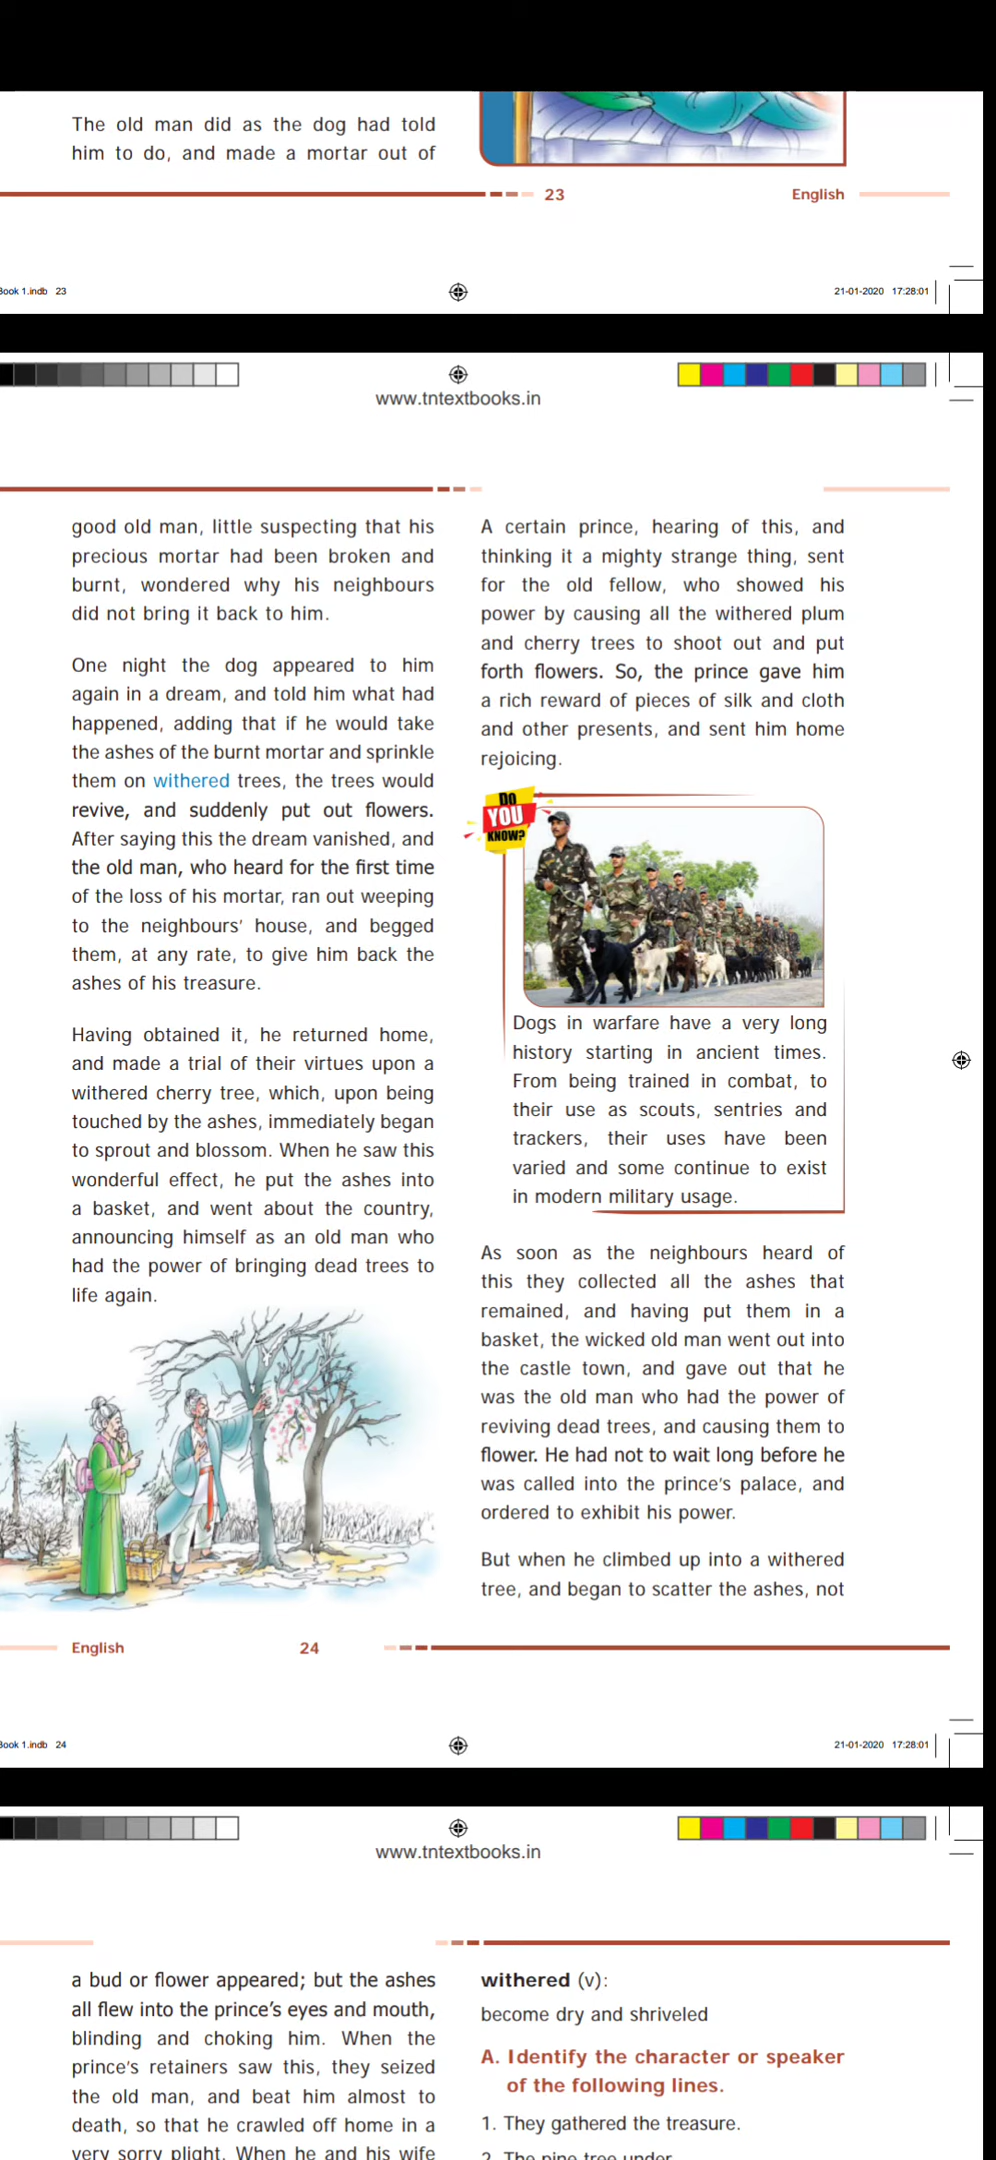 The old man did as the dog had told
him to do, and made a mortar out of
23
English
Book 1.indb 23
21-01-2020 17:28:01
www.tntextbooks.in
good old man, little suspecting that his
precious mortar had been broken and
burnt, wondered why his neighbours
did not bring it back to him.
One night the dog appeared to him
again in a dream, and told him what had
happened, adding that if he would take
the ashes of the burnt mortar and sprinkle
them on withered trees, the trees would
revive, and suddenly put out flowers.
After saying this the dream vanished, and
the old man, who heard for the first time
of the loss of his mortar, ran out weeping
to the neighbours' house, and begged
them, at any rate, to give him back the
ashes of his treasure.
Having obtained it, he returned home,
and made a trial of their virtues upon a
withered cherry tree, which, upon being
touched by the ashes, immediately began
to sprout and blossom. When he saw this
wonderful effect, he put the ashes into
a basket, and went about the country,
announcing himself as an old man who
had the power of bringing dead trees to
life again.
A certain prince, hearing of this, and
thinking it a mighty strange thing, sent
for the old fellow, who showed his
power by causing all the withered plum
and cherry trees to shoot out and put
forth flowers. So, the prince gave him
a rich reward of pieces of silk and cloth
and other presents, and sent him home
rejoicing.
DO
YOU
KNOW?
Dogs in warfare have a very long
history starting in ancient times.
From being trained in combat, to
their use as scouts, sentries and
trackers, their uses have been
varied and some continue to exist
in modern military usage.
As soon as the neighbours heard of
this they collected all the ashes that
remained, and having put them in a
basket, the wicked old man went out into
the castle town, and gave out that he
was the old man who had the power of
reviving dead trees, and causing them to
flower. He had not to wait long before he
was called into the prince's palace, and
ordered to exhibit his power.
But when he climbed up into a withered
tree, and began to scatter the ashes, not
English
24
Book 1.indb 24
21-01-2020 17:28:01
www.tntextbooks.in
a bud or flower appeared; but the ashes
all flew into the prince's eyes and mouth,
blinding and choking him. When the
prince's retainers saw this, they seized
the old man, and beat him almost to
death, so that he crawled off home in a
very sorry plight. When he and his wife
withered (v):
become dry and shriveled
A. Identify the character or speaker
of the following lines.
1. They gathered the treasure.
2. The pine tree under